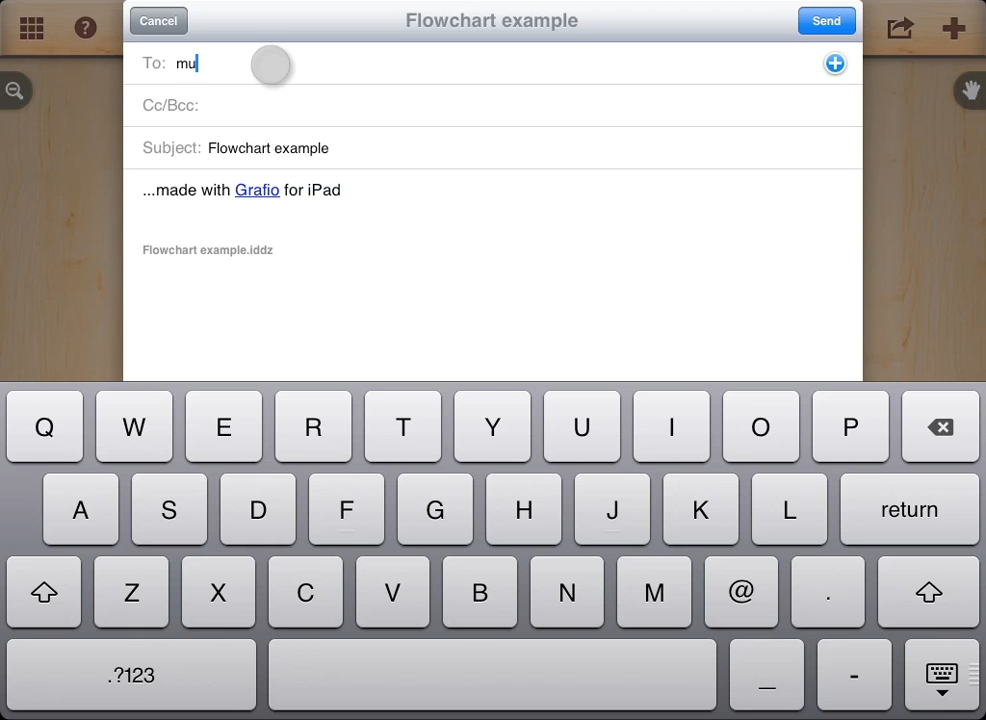 Cancel Flowchart example Send
To: mu
Cc/Bcc:
Subject: Flowchart example
...made with Grafio for iPad
Flowchart example.iddz
Q W E R T Y U I O P
A S D F G H J K L return
Z X C V B N M @ .
.?123 _ -